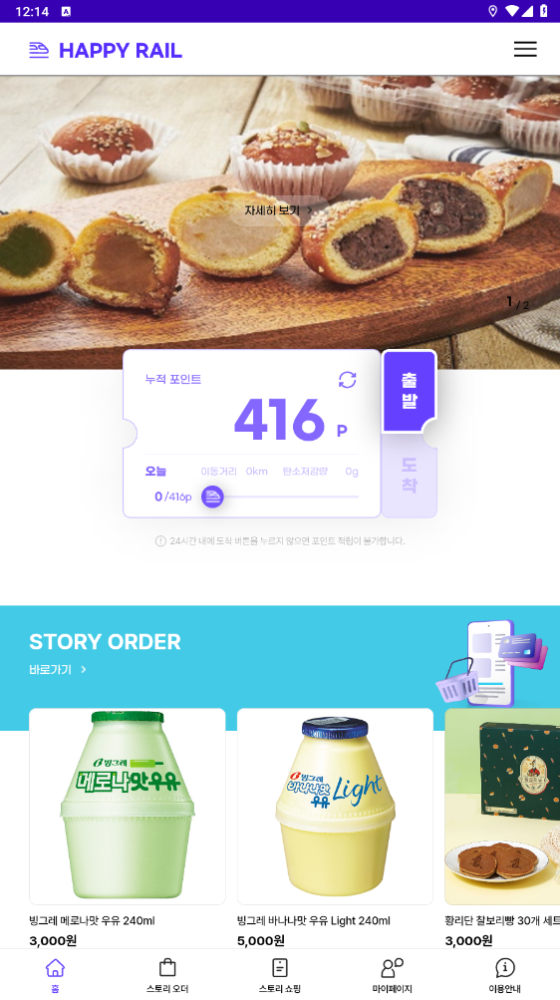 12:14
HAPPY RAIL
자세히 보기
1 / 2
누적 포인트
416 P
출발
오늘 이동거리 0km 탄소저감량 0g
0 /416p
도착
24시간 내에 도착 버튼을 누르지 않으면 포인트 적립이 불가합니다.
STORY ORDER
바로가기
빙그레
메로나맛우유
빙그레
바나나맛우유 Light
빙그레 메로나맛 우유 240ml
빙그레 바나나맛 우유 Light 240ml
황리단 찰보리빵 30개 세트
3,000원
5,000원
3,000원
홈
스토리 오더
스토리 쇼핑
마이페이지
이용안내